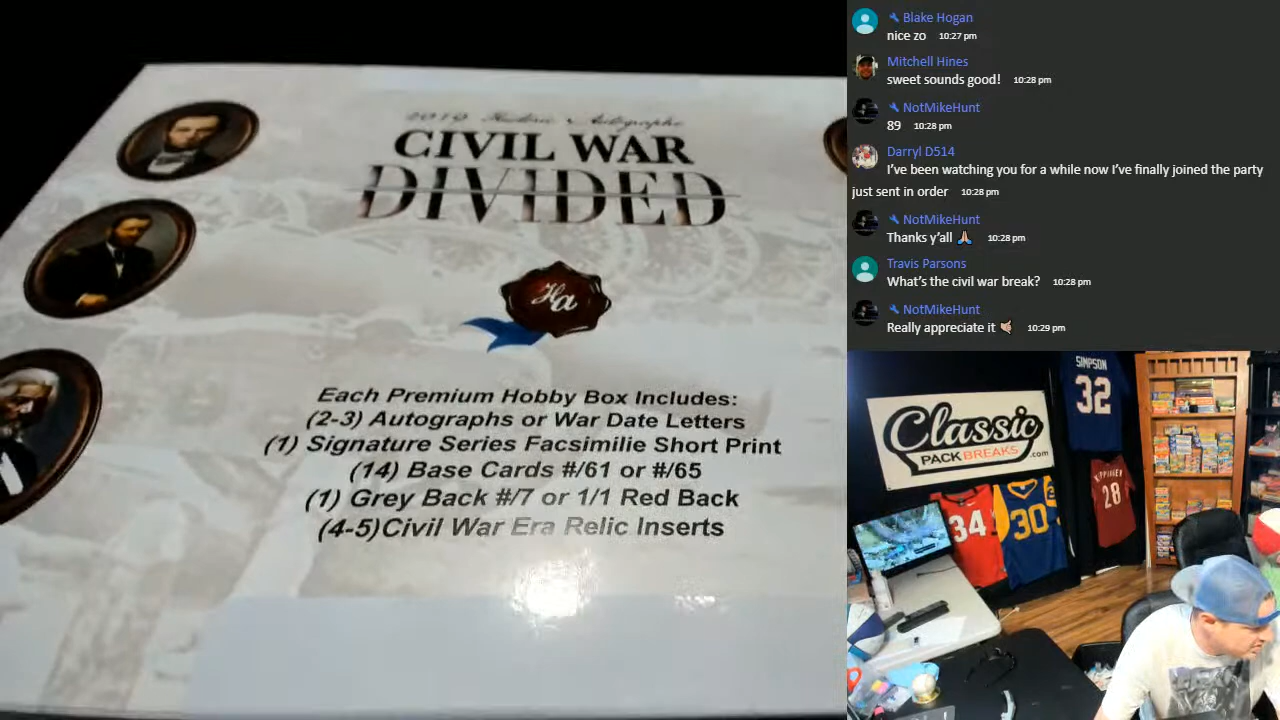 2019 Historic Autographs
CIVIL WAR
DIVIDED
Ha
Each Premium Hobby Box Includes:
(2-3) Autographs or War Date Letters
(1) Signature Series Facsimilie Short Print
(14) Base Cards #/61 or #/65
(1) Grey Back #/7 or 1/1 Red Back
(4-5)Civil War Era Relic Inserts
Blake Hogan
nice zo 10:27 pm
Mitchell Hines
sweet sounds good! 10:28 pm
NotMikeHunt
89 10:28 pm
Darryl D514
I've been watching you for a while now I've finally joined the party
just sent in order 10:28 pm
NotMikeHunt
Thanks y'all 🙏 10:28 pm
Travis Parsons
What's the civil war break? 10:28 pm
NotMikeHunt
Really appreciate it 🤙 10:29 pm
SIMPSON
32
Classic
PACK BREAKS.com
34
30
28